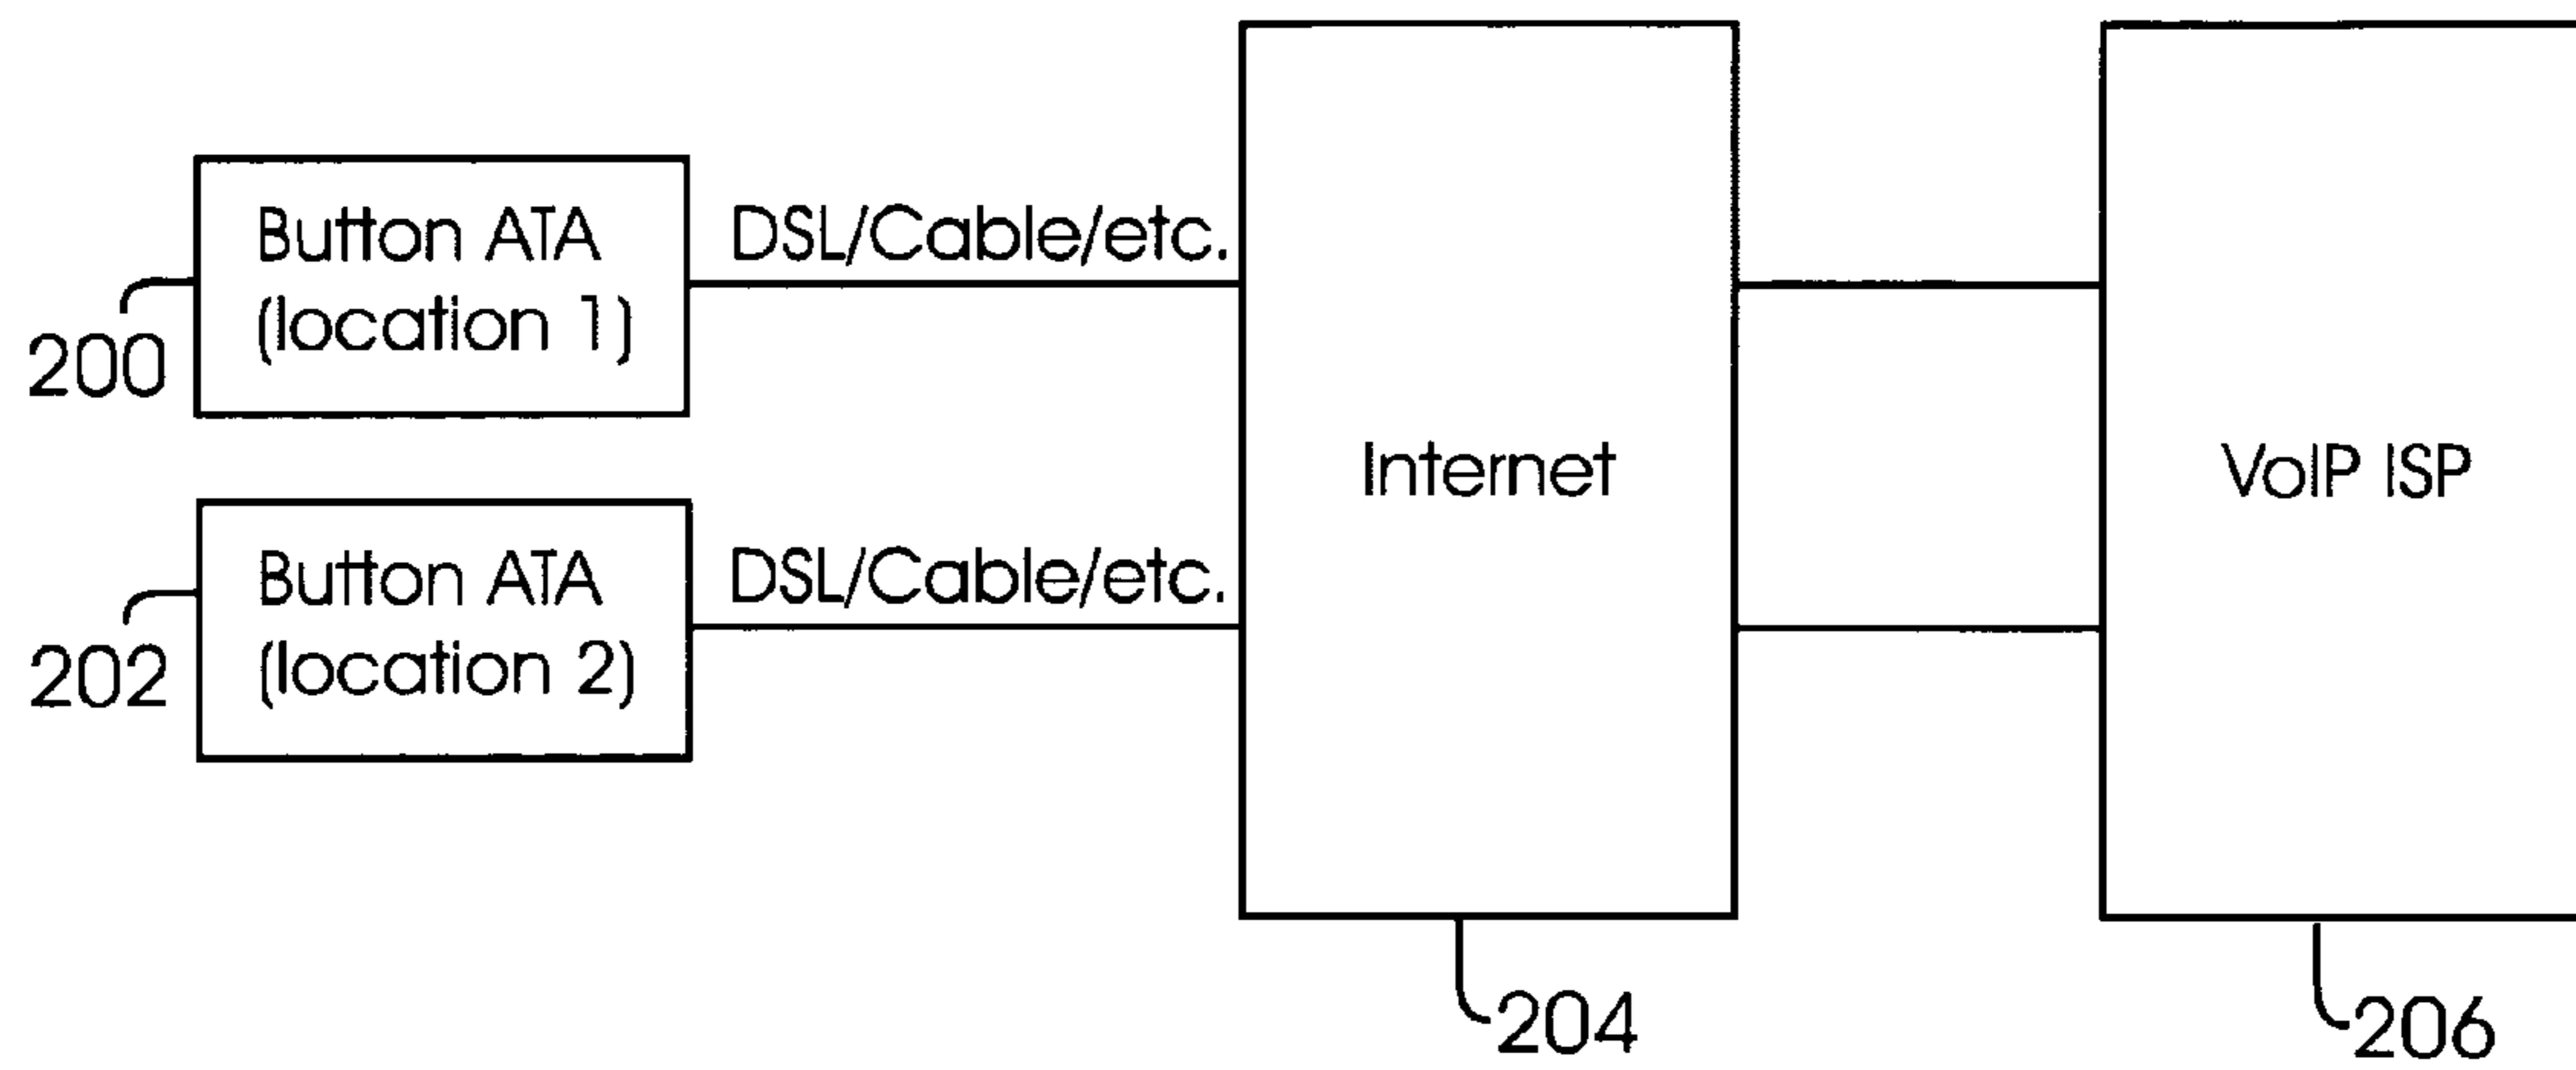 Button ATA
(location 1)
DSL/Cable/etc.
200
Button ATA
(location 2)
DSL/Cable/etc.
202
Internet
204
VoIP ISP
206